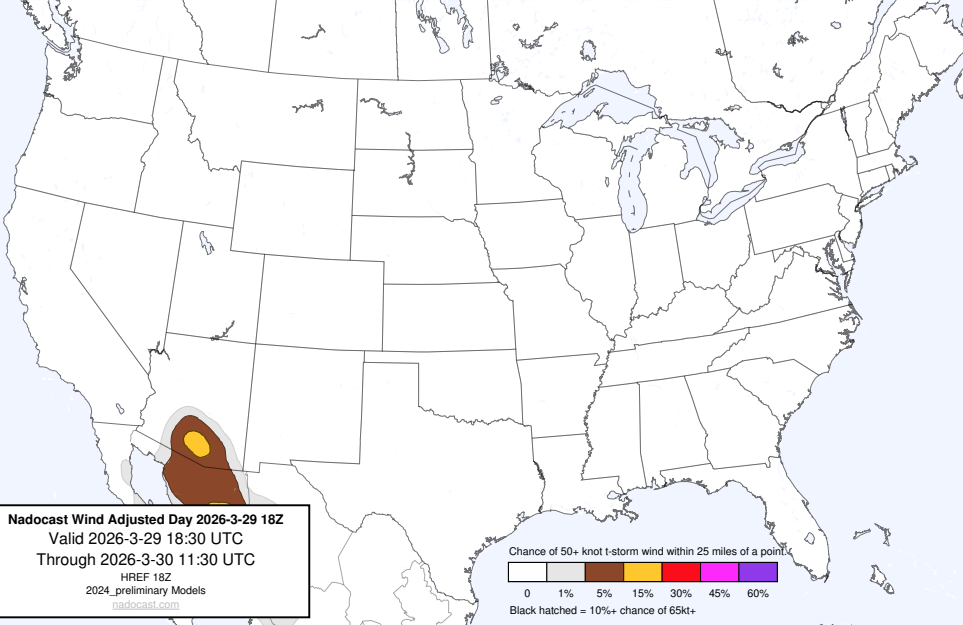 Nadocast Wind Adjusted Day 2026-3-29 18Z
Valid 2026-3-29 18:30 UTC
Through 2026-3-30 11:30 UTC
HREF 18Z
2024_preliminary Models
nadocast.com
Chance of 50+ knot t-storm wind within 25 miles of a point.
0 1% 5% 15% 30% 45% 60%
Black hatched = 10%+ chance of 65kt+